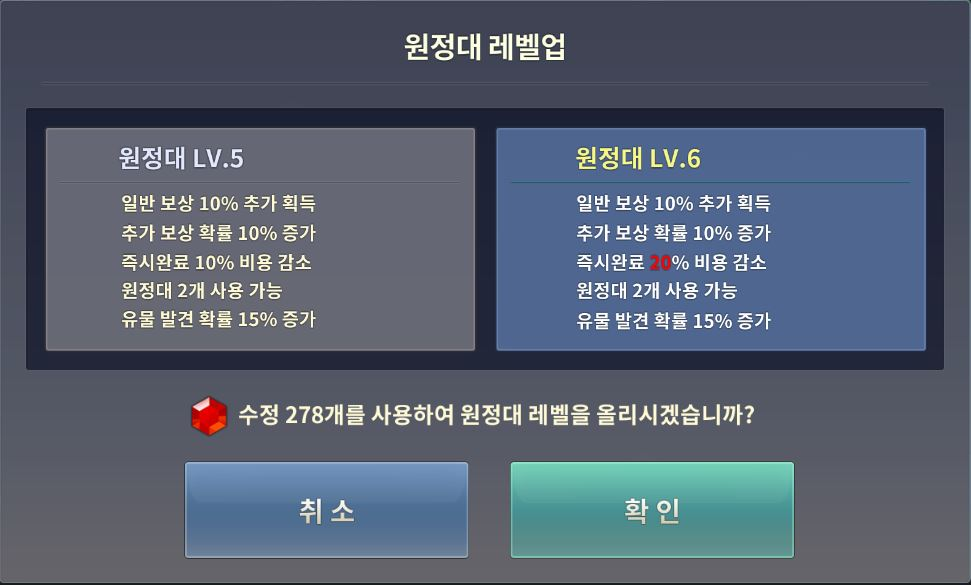 원정대 레벨업
원정대 LV.5
일반 보상 10% 추가 획득
추가 보상 확률 10% 증가
즉시완료 10% 비용 감소
원정대 2개 사용 가능
유물 발견 확률 15% 증가
원정대 LV.6
일반 보상 10% 추가 획득
추가 보상 확률 10% 증가
즉시완료 20% 비용 감소
원정대 2개 사용 가능
유물 발견 확률 15% 증가
수정 278개를 사용하여 원정대 레벨을 올리시겠습니까?
취 소
확 인